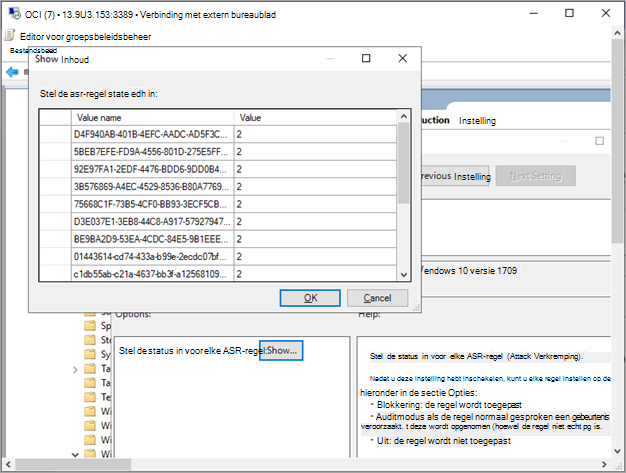 OCI (7) • 13.9U3.153:3389 • Verbinding met extern bureaublad
Editor voor groepsbeleidsbeheer
Bestandsbeeld
Show Inhoud
Stel de asr-regel state edh in:
Value name Value
D4F940AB-401B-4EFC-AADC-AD5F3C... 2
5BEB7EFE-FD9A-4556-801D-275E5FF... 2
92E97FA1-2EDF-4476-BDD6-9DD0B4... 2
3B576869-A4EC-4529-8536-B80A7769... 2
75668C1F-73B5-4CF0-BB93-3ECF5CB... 2
D3E037E1-3EB8-44C8-A917-57927947... 2
BE9BA2D9-53EA-4CDC-84E5-9B1EEE... 2
01443614-cd74-433a-b99e-2ecdc07bf... 2
c1db55ab-c21a-4637-bb3f-a12568109... 2
OK Cancel
uction Instelling
revious Instelling Next Setting
Windows 10 versie 1709
Options: Help:
Stel de status in voor elke ASR-regel: Show...
Sp
Ste
Sy
Ta
Ta
Te
Wi
Wi
Wi
Wi
Stel de status in voor elke ASR-regel (Attack Verkremping).
Nadat u deze instelling hebt inschakelen, kunt u elke regel instellen op de
hieronder in de sectie Opties:
- Blokkering: de regel wordt toegepast
- Auditmodus als de regel normaal gesproken een gebeurtenis
veroorzaakt. t deze wordt opgenomen (hoewel de regel niet echt pg is.
- Uit: de regel wordt niet toegepast